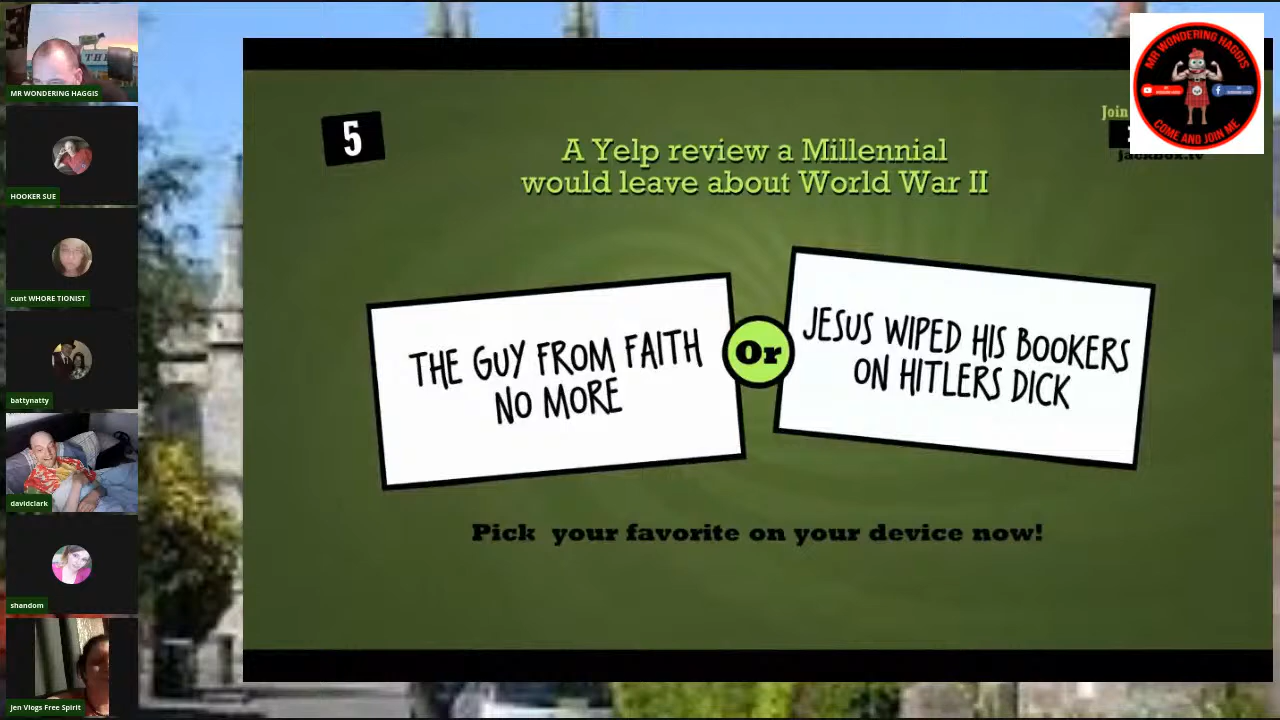 MR WONDERING HAGGIS
HOOKER SUE
cunt WHORE TIONIST
battynatty
davidclark
shandom
Jen Vlogs Free Spirit
5
A Yelp review a Millennial
would leave about World War II
THE GUY FROM FAITH
NO MORE
Or
JESUS WIPED HIS BOOKERS
ON HITLERS DICK
Pick your favorite on your device now!
Join
jackbox.tv
MR WONDERING HAGGIS
COME AND JOIN ME